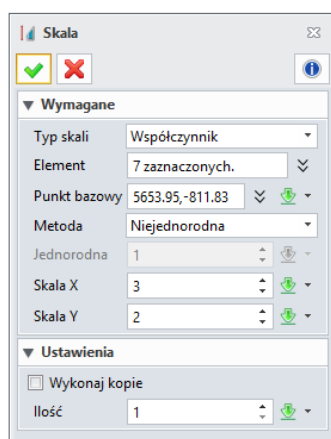 Skala
Wymagane
Typ skali Współczynnik
Element 7 zaznaczonych.
Punkt bazowy 5653.95,-811.83
Metoda Niejednorodna
Jednorodna 1
Skala X 3
Skala Y 2
Ustawienia
Wykonaj kopie
Ilość 1